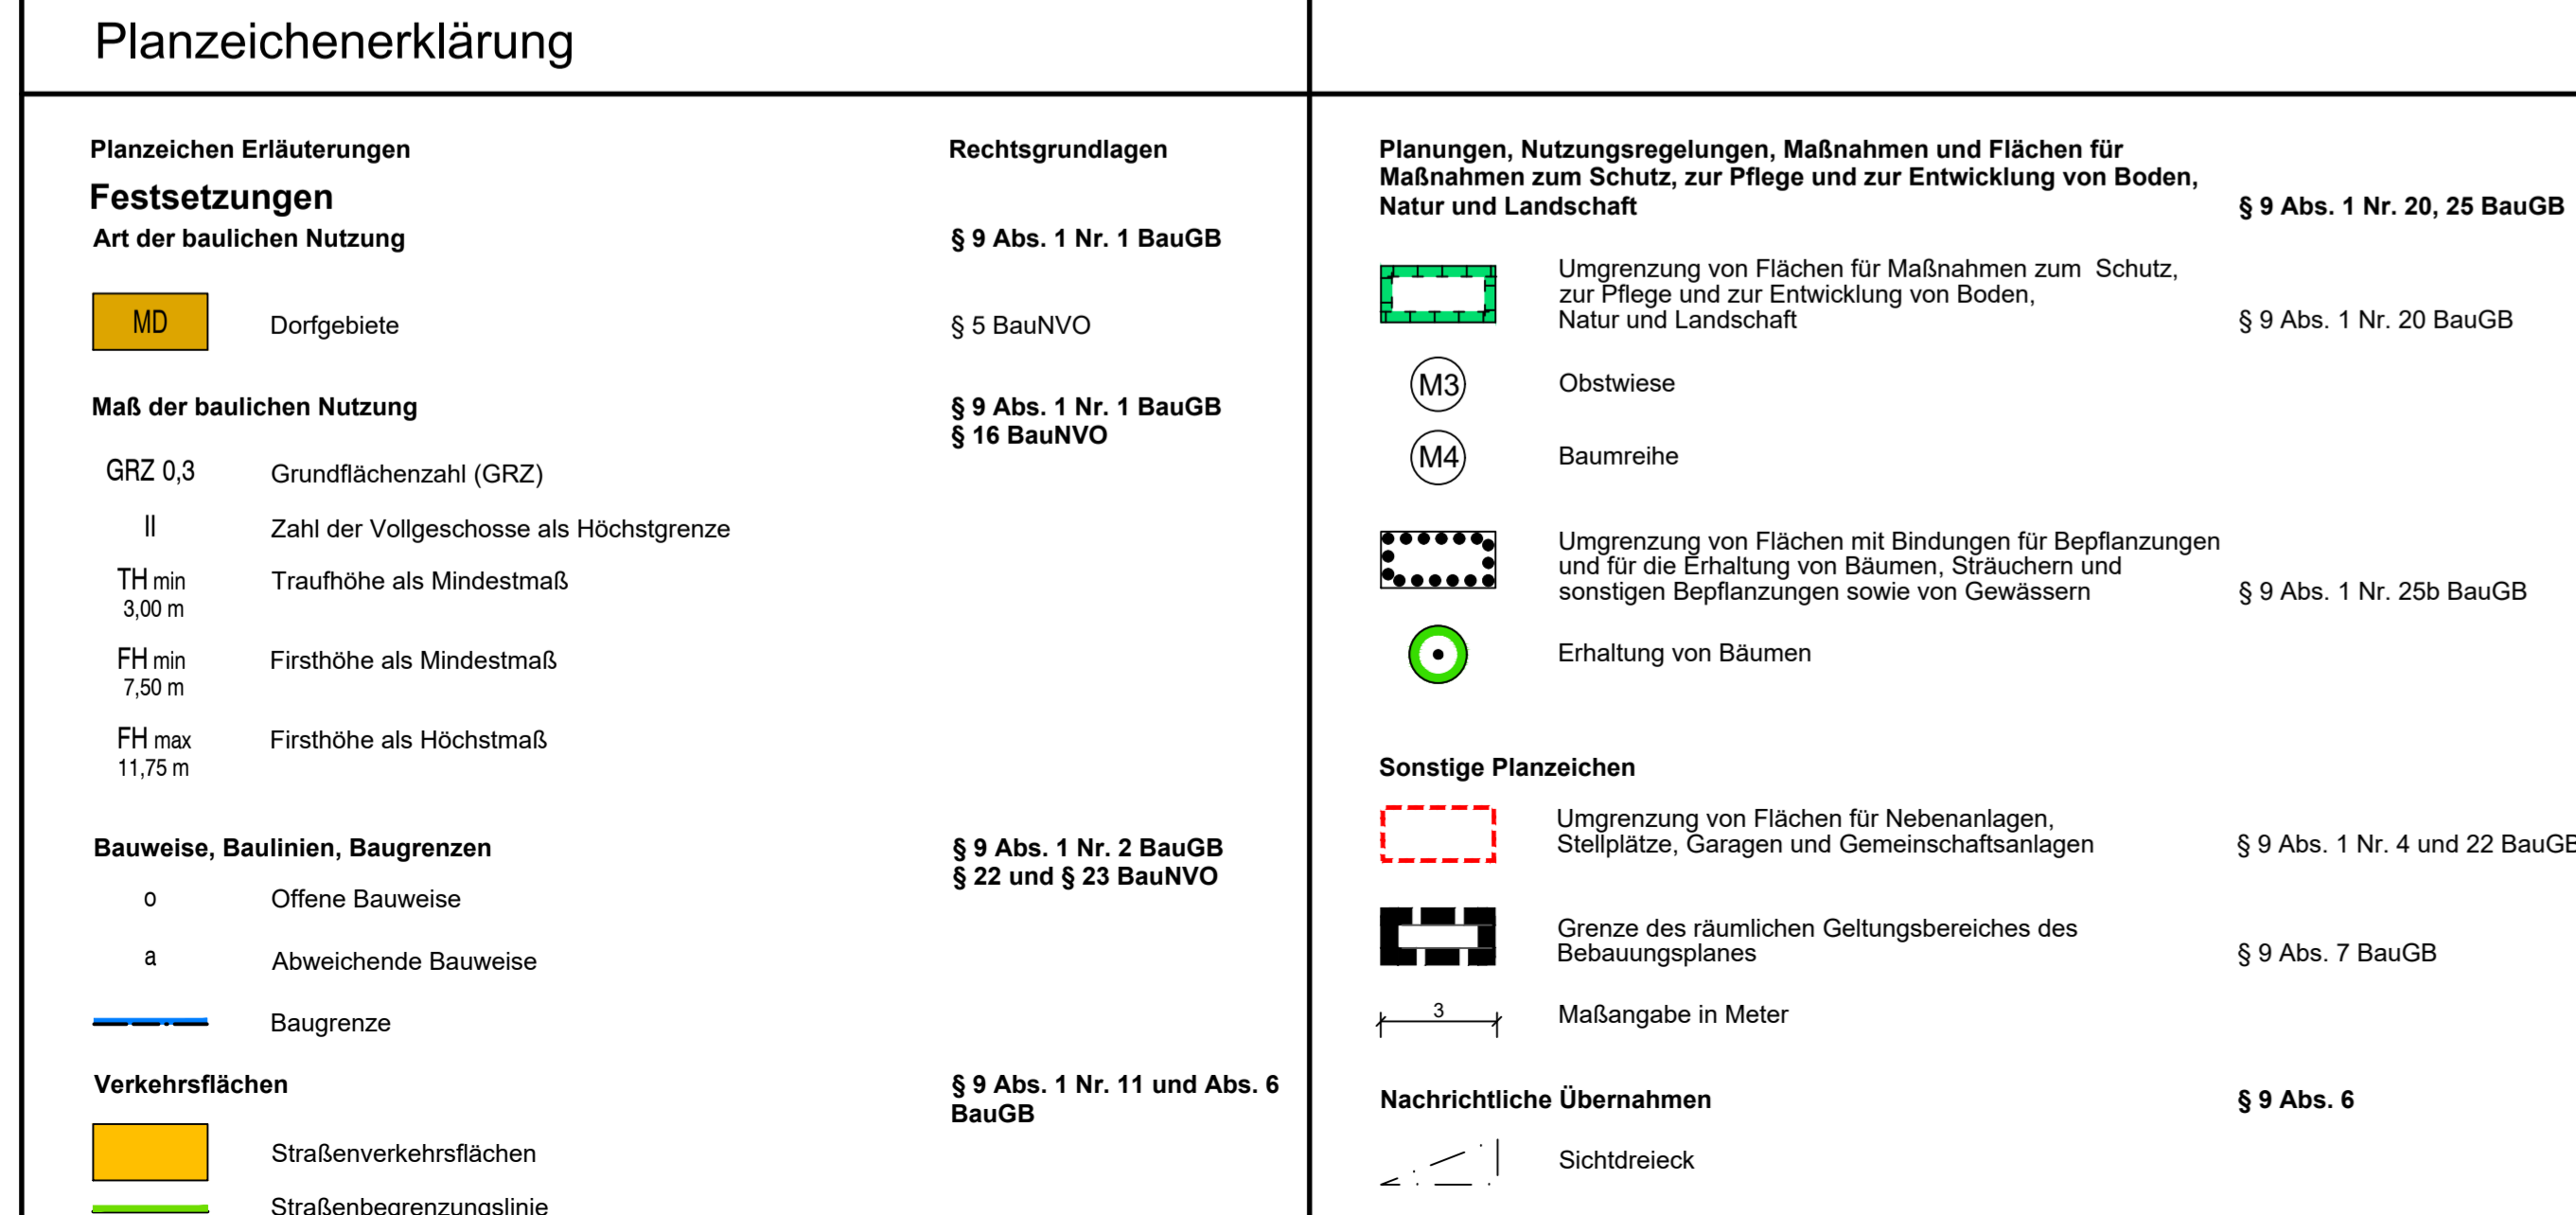 Planzeichenerklärung
Planzeichen Erläuterungen Rechtsgrundlagen
Festsetzungen
Art der baulichen Nutzung § 9 Abs. 1 Nr. 1 BauGB
MD Dorfgebiete § 5 BauNVO
Maß der baulichen Nutzung § 9 Abs. 1 Nr. 1 BauGB
§ 16 BauNVO
GRZ 0,3 Grundflächenzahl (GRZ)
II Zahl der Vollgeschosse als Höchstgrenze
TH min Traufhöhe als Mindestmaß
3,00 m
FH min Firsthöhe als Mindestmaß
7,50 m
FH max Firsthöhe als Höchstmaß
11,75 m
Bauweise, Baulinien, Baugrenzen § 9 Abs. 1 Nr. 2 BauGB
§ 22 und § 23 BauNVO
o Offene Bauweise
a Abweichende Bauweise
Baugrenze
Verkehrsflächen § 9 Abs. 1 Nr. 11 und Abs. 6
BauGB
Straßenverkehrsflächen
Straßenbegrenzungslinie
Planungen, Nutzungsregelungen, Maßnahmen und Flächen für
Maßnahmen zum Schutz, zur Pflege und zur Entwicklung von Boden,
Natur und Landschaft § 9 Abs. 1 Nr. 20, 25 BauGB
Umgrenzung von Flächen für Maßnahmen zum Schutz,
zur Pflege und zur Entwicklung von Boden,
Natur und Landschaft § 9 Abs. 1 Nr. 20 BauGB
M3 Obstwiese
M4 Baumreihe
Umgrenzung von Flächen mit Bindungen für Bepflanzungen
und für die Erhaltung von Bäumen, Sträuchern und
sonstigen Bepflanzungen sowie von Gewässern § 9 Abs. 1 Nr. 25b BauGB
Erhaltung von Bäumen
Sonstige Planzeichen
Umgrenzung von Flächen für Nebenanlagen,
Stellplätze, Garagen und Gemeinschaftsanlagen § 9 Abs. 1 Nr. 4 und 22 BauGB
Grenze des räumlichen Geltungsbereiches des
Bebauungsplanes § 9 Abs. 7 BauGB
3 Maßangabe in Meter
Nachrichtliche Übernahmen § 9 Abs. 6
Sichtdreieck